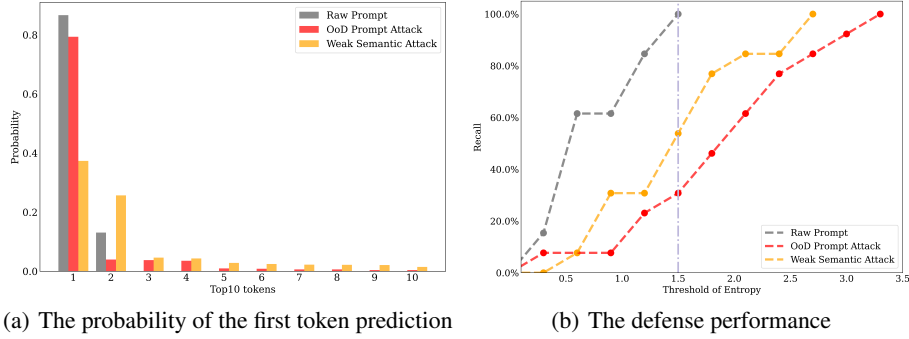 Raw Prompt
OoD Prompt Attack
Weak Semantic Attack
Probability
0.8
0.6
0.4
0.2
0.0
1 2 3 4 5 6 7 8 9 10
Top10 tokens
(a) The probability of the first token prediction
100.0%
80.0%
60.0%
40.0%
20.0%
0.0%
Recall
Raw Prompt
OoD Prompt Attack
Weak Semantic Attack
0.5 1.0 1.5 2.0 2.5 3.0 3.5
Threshold of Entropy
(b) The defense performance